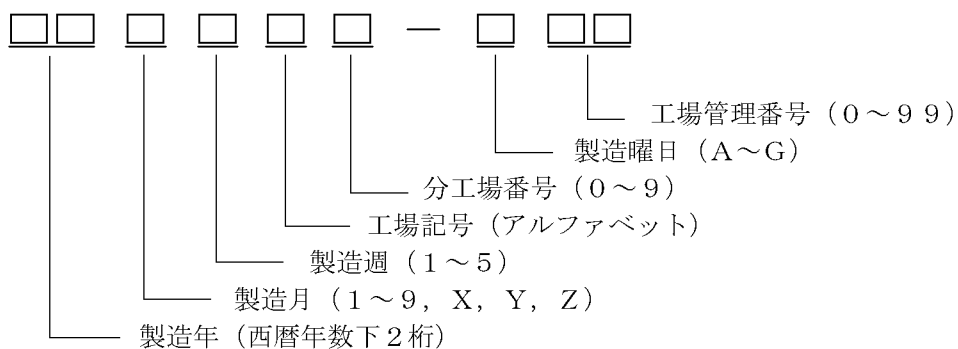 □□ □ □ □ □ － □ □□
工場管理番号（０～９９）
製造曜日（Ａ～Ｇ）
分工場番号（０～９）
工場記号（アルファベット）
製造週（１～５）
製造月（１～９，Ｘ，Ｙ，Ｚ）
製造年（西暦年数下２桁）